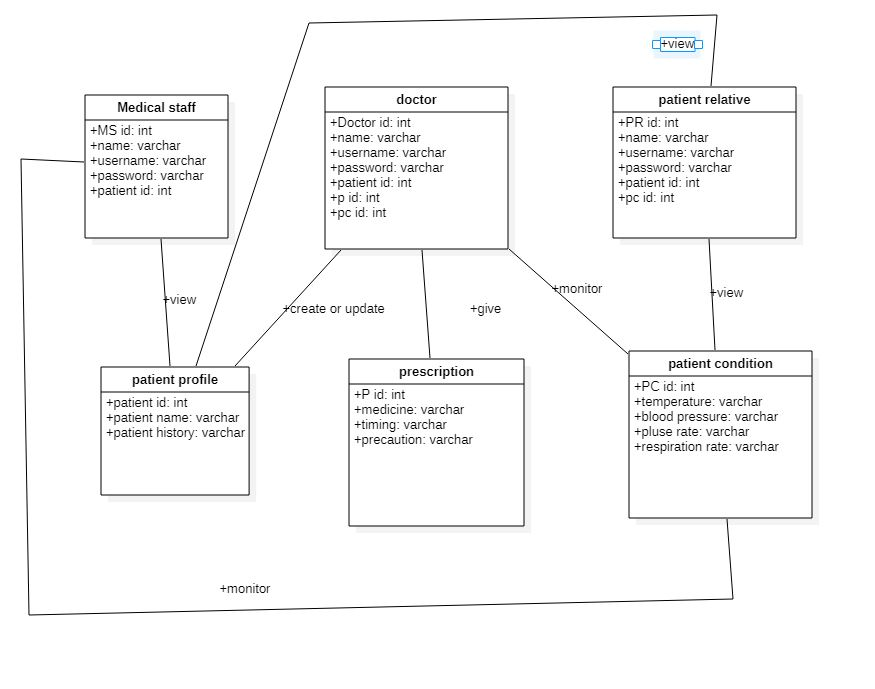 +view
Medical staff
+MS id: int
+name: varchar
+username: varchar
+password: varchar
+patient id: int
doctor
+Doctor id: int
+name: varchar
+username: varchar
+password: varchar
+patient id: int
+p id: int
+pc id: int
patient relative
+PR id: int
+name: varchar
+username: varchar
+password: varchar
+patient id: int
+pc id: int
+view
+create or update
+give
+monitor
+view
patient profile
+patient id: int
+patient name: varchar
+patient history: varchar
prescription
+P id: int
+medicine: varchar
+timing: varchar
+precaution: varchar
patient condition
+PC id: int
+temperature: varchar
+blood pressure: varchar
+pluse rate: varchar
+respiration rate: varchar
+monitor